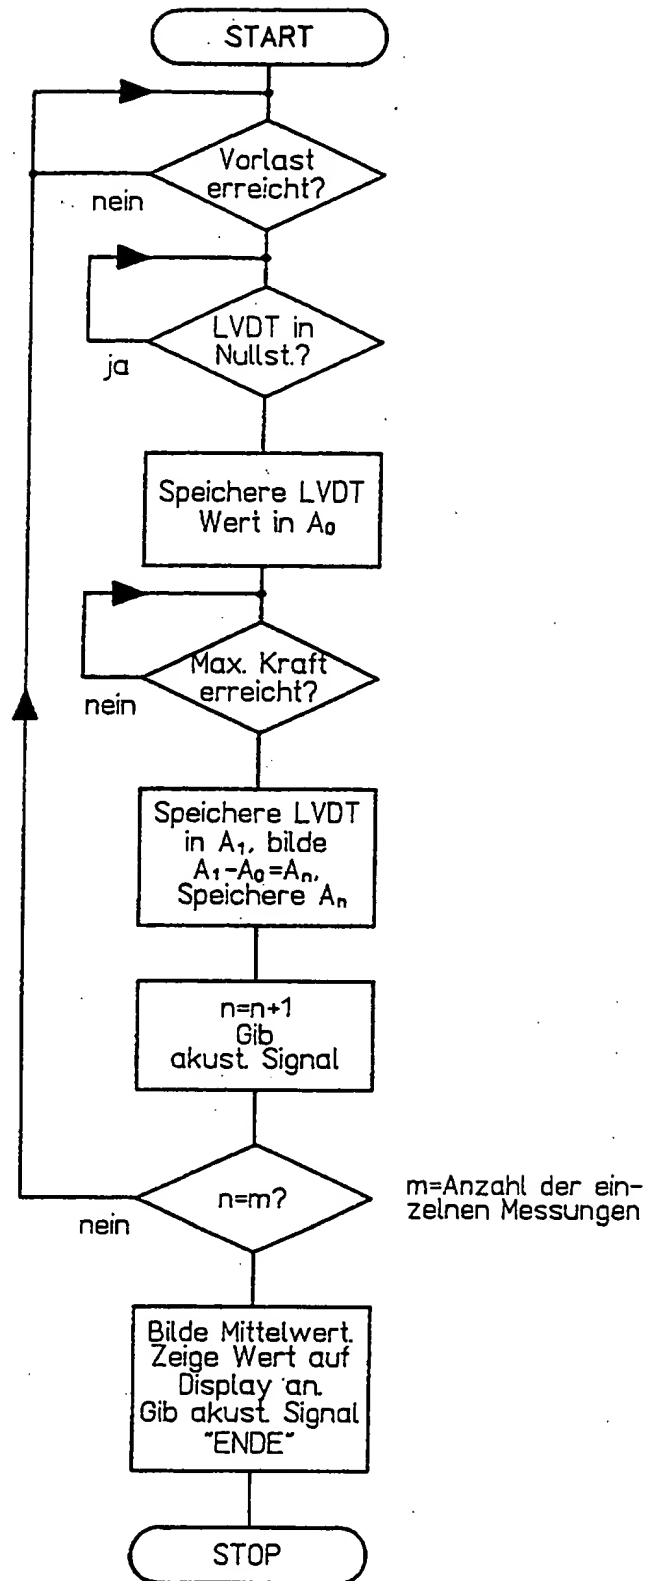 START
Vorlast
erreicht?
nein
LVDT in
Nullst.?
ja
Speichere LVDT
Wert in A₀
Max. Kraft
erreicht?
nein
Speichere LVDT
in A₁, bilde
A₁-A₀=Aₙ,
Speichere Aₙ
n=n+1
Gib
akust. Signal
n=m?
nein
m=Anzahl der ein-
zelnen Messungen
Bilde Mittelwert.
Zeige Wert auf
Display an.
Gib akust. Signal
"ENDE"
STOP